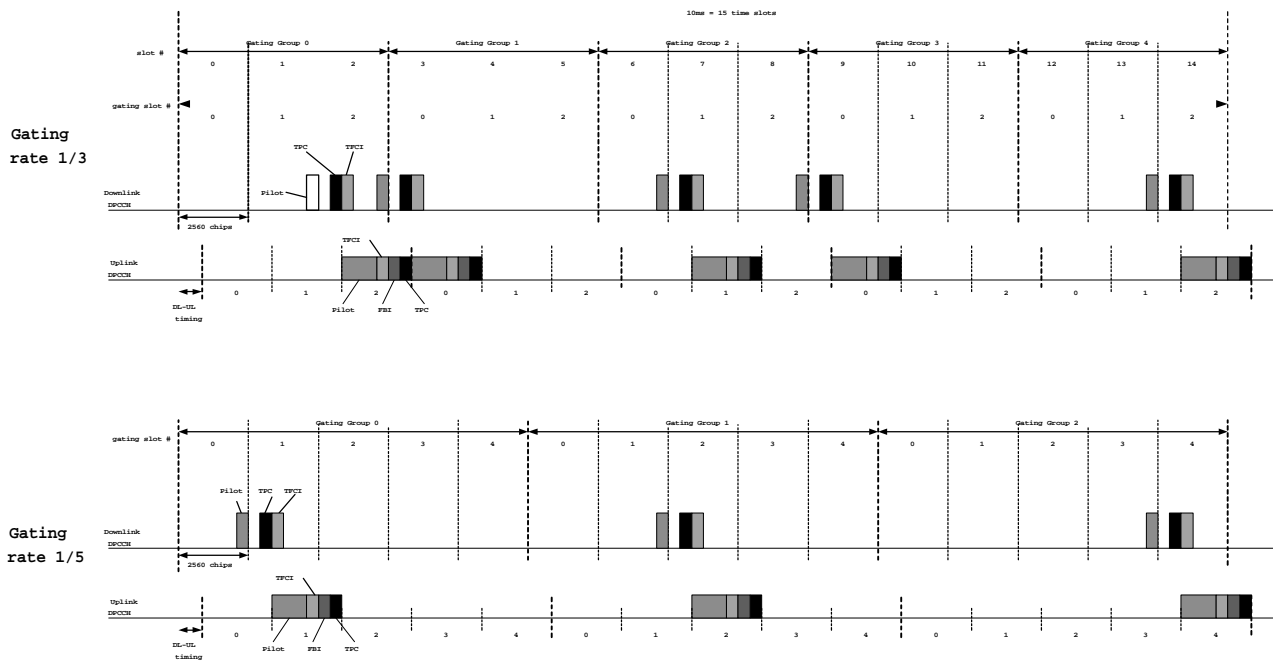 10ms = 15 time slots
Gating Group 0 Gating Group 1 Gating Group 2 Gating Group 3 Gating Group 4
slot #
0 1 2 3 4 5 6 7 8 9 10 11 12 13 14
gating slot #
0 1 2 0 1 2 0 1 2 0 1 2 0 1 2
Gating
rate 1/3
TPC TFCI
Pilot
Downlink
DPCCH
2560 chips
TFCI
Uplink
DPCCH
0 1 2 0 1 2 0 1 2 0 1 2 0 1 2
DL-UL
timing
Pilot FBI TPC
Gating Group 0 Gating Group 1 Gating Group 2
gating slot #
0 1 2 3 4 0 1 2 3 4 0 1 2 3 4
Pilot TPC TFCI
Gating
rate 1/5
Downlink
DPCCH
2560 chips
TFCI
Uplink
DPCCH
0 1 2 3 4 0 1 2 3 4 0 1 2 3 4
DL-UL
timing
Pilot FBI TPC